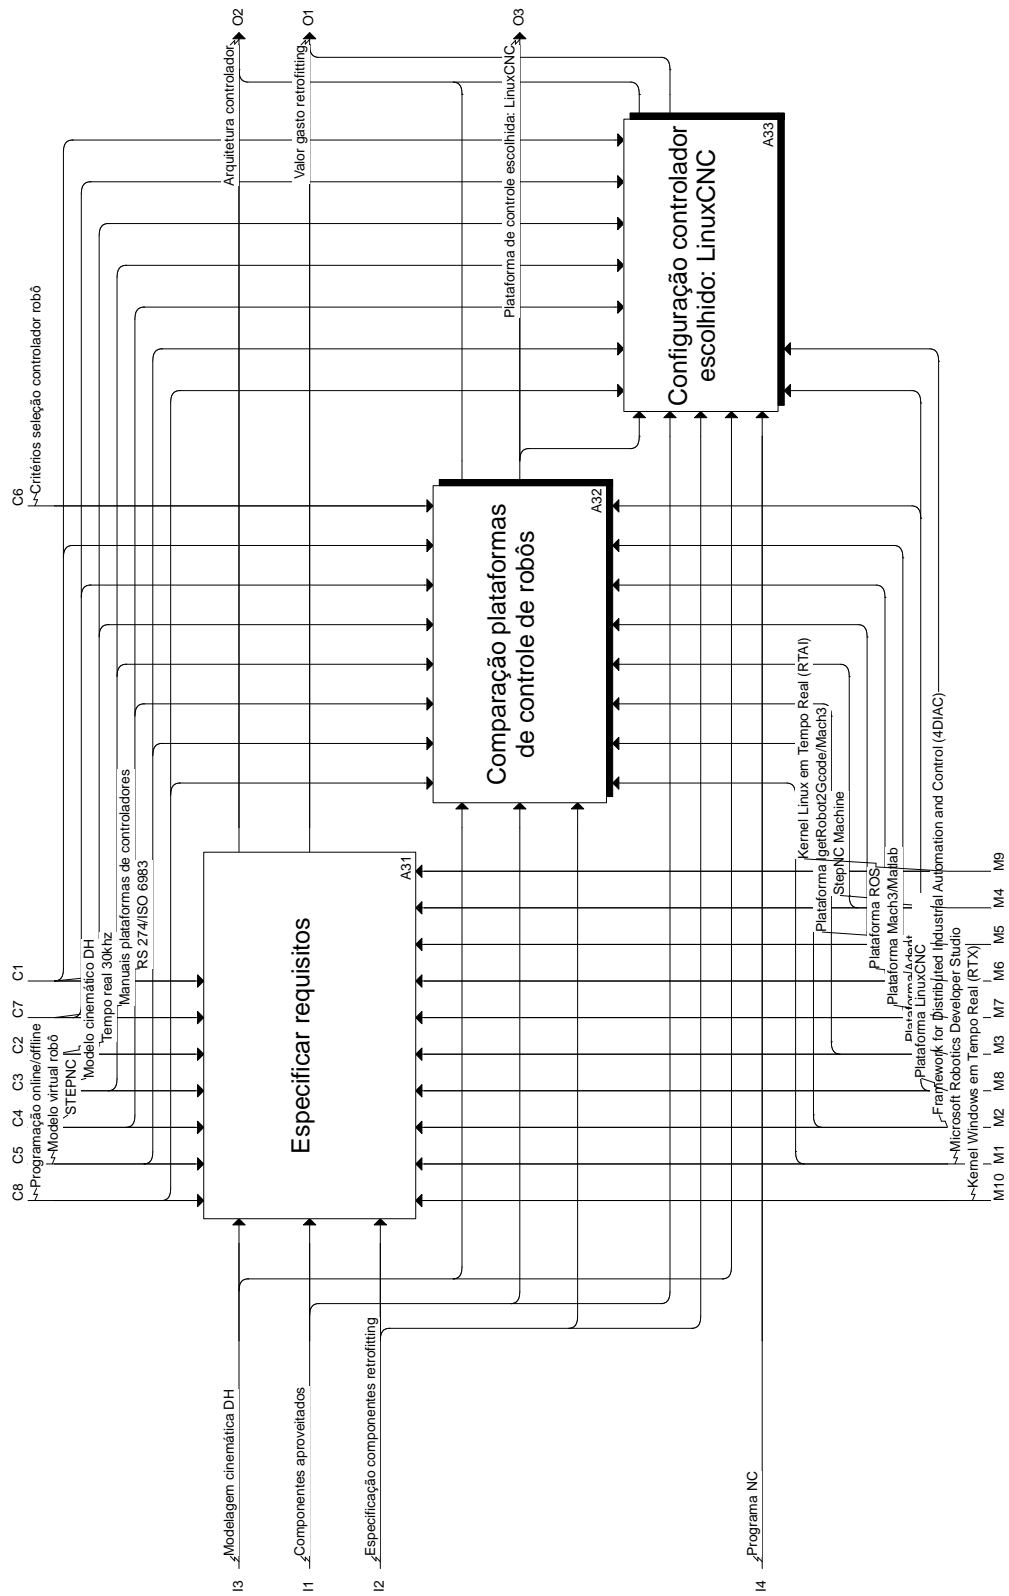 C8
C5
C4
C3
C2
C7
C1
C6
Programação online/offline
Modelo virtual robô
STEPNC
Modelo cinemático DH
Tempo real 30khz
Manuais plataformas de controladores
RS 274/ISO 6983
Critérios seleção controlador robô
I3
Modelagem cinemática DH
I1
Componentes aproveitados
I2
Especificação componentes retrofitting
I4
Programa NC
Especificar requisitos
A31
Comparação plataformas
de controle de robôs
A32
Configuração controlador
escolhido: LinuxCNC
A33
Arquitetura controlador
O2
Valor gasto retrofitting
O1
Plataforma de controle escolhida: LinuxCNC
O3
Kernel Linux em Tempo Real (RTAI)
Plataforma IgetRobot2Gcode/Mach3
StepNC Machine
Plataforma ROS
Plataforma Mach3/Matlab
Plataforma
Plataforma LinuxCNC
Framework for Distributed Industrial Automation and Control (4DIAC)
Microsoft Robotics Developer Studio
Kernel Windows em Tempo Real (RTX)
M10
M1
M2
M8
M3
M7
M6
M5
M4
M9